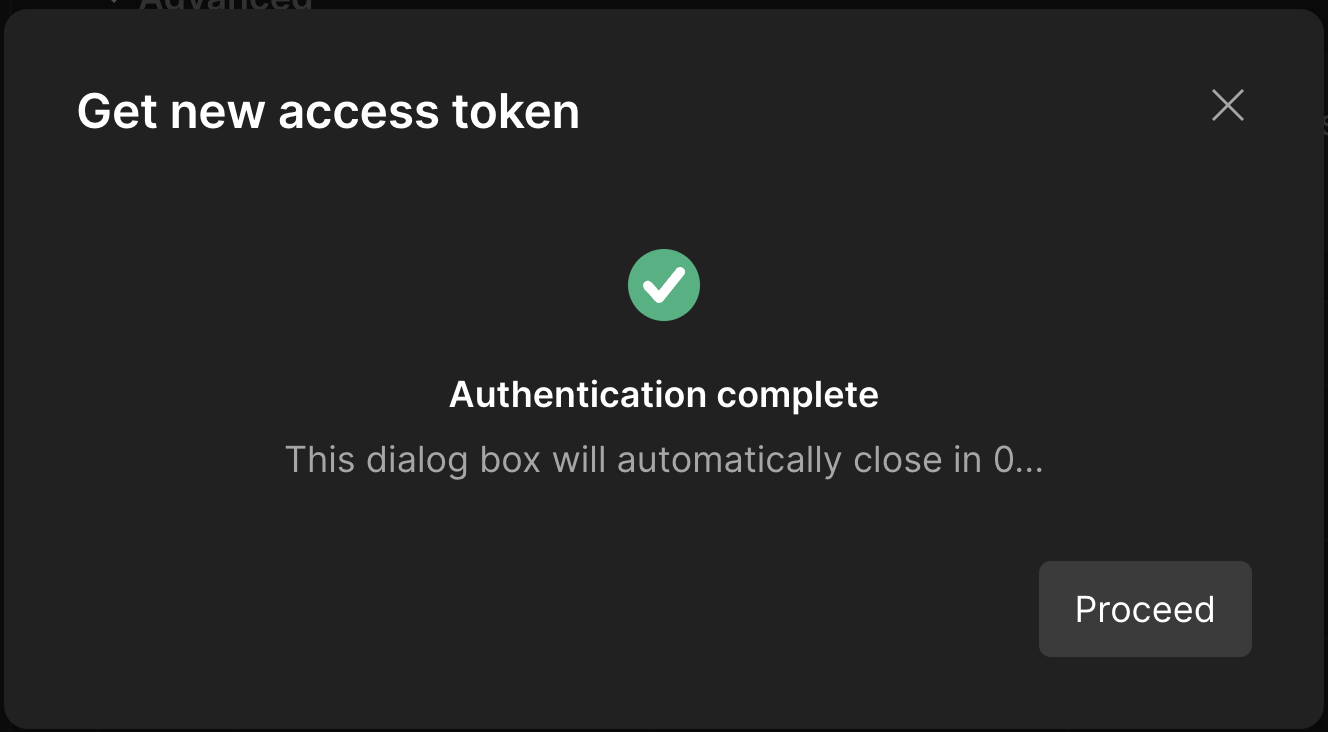 Advanced
Get new access token
Authentication complete
This dialog box will automatically close in 0...
Proceed